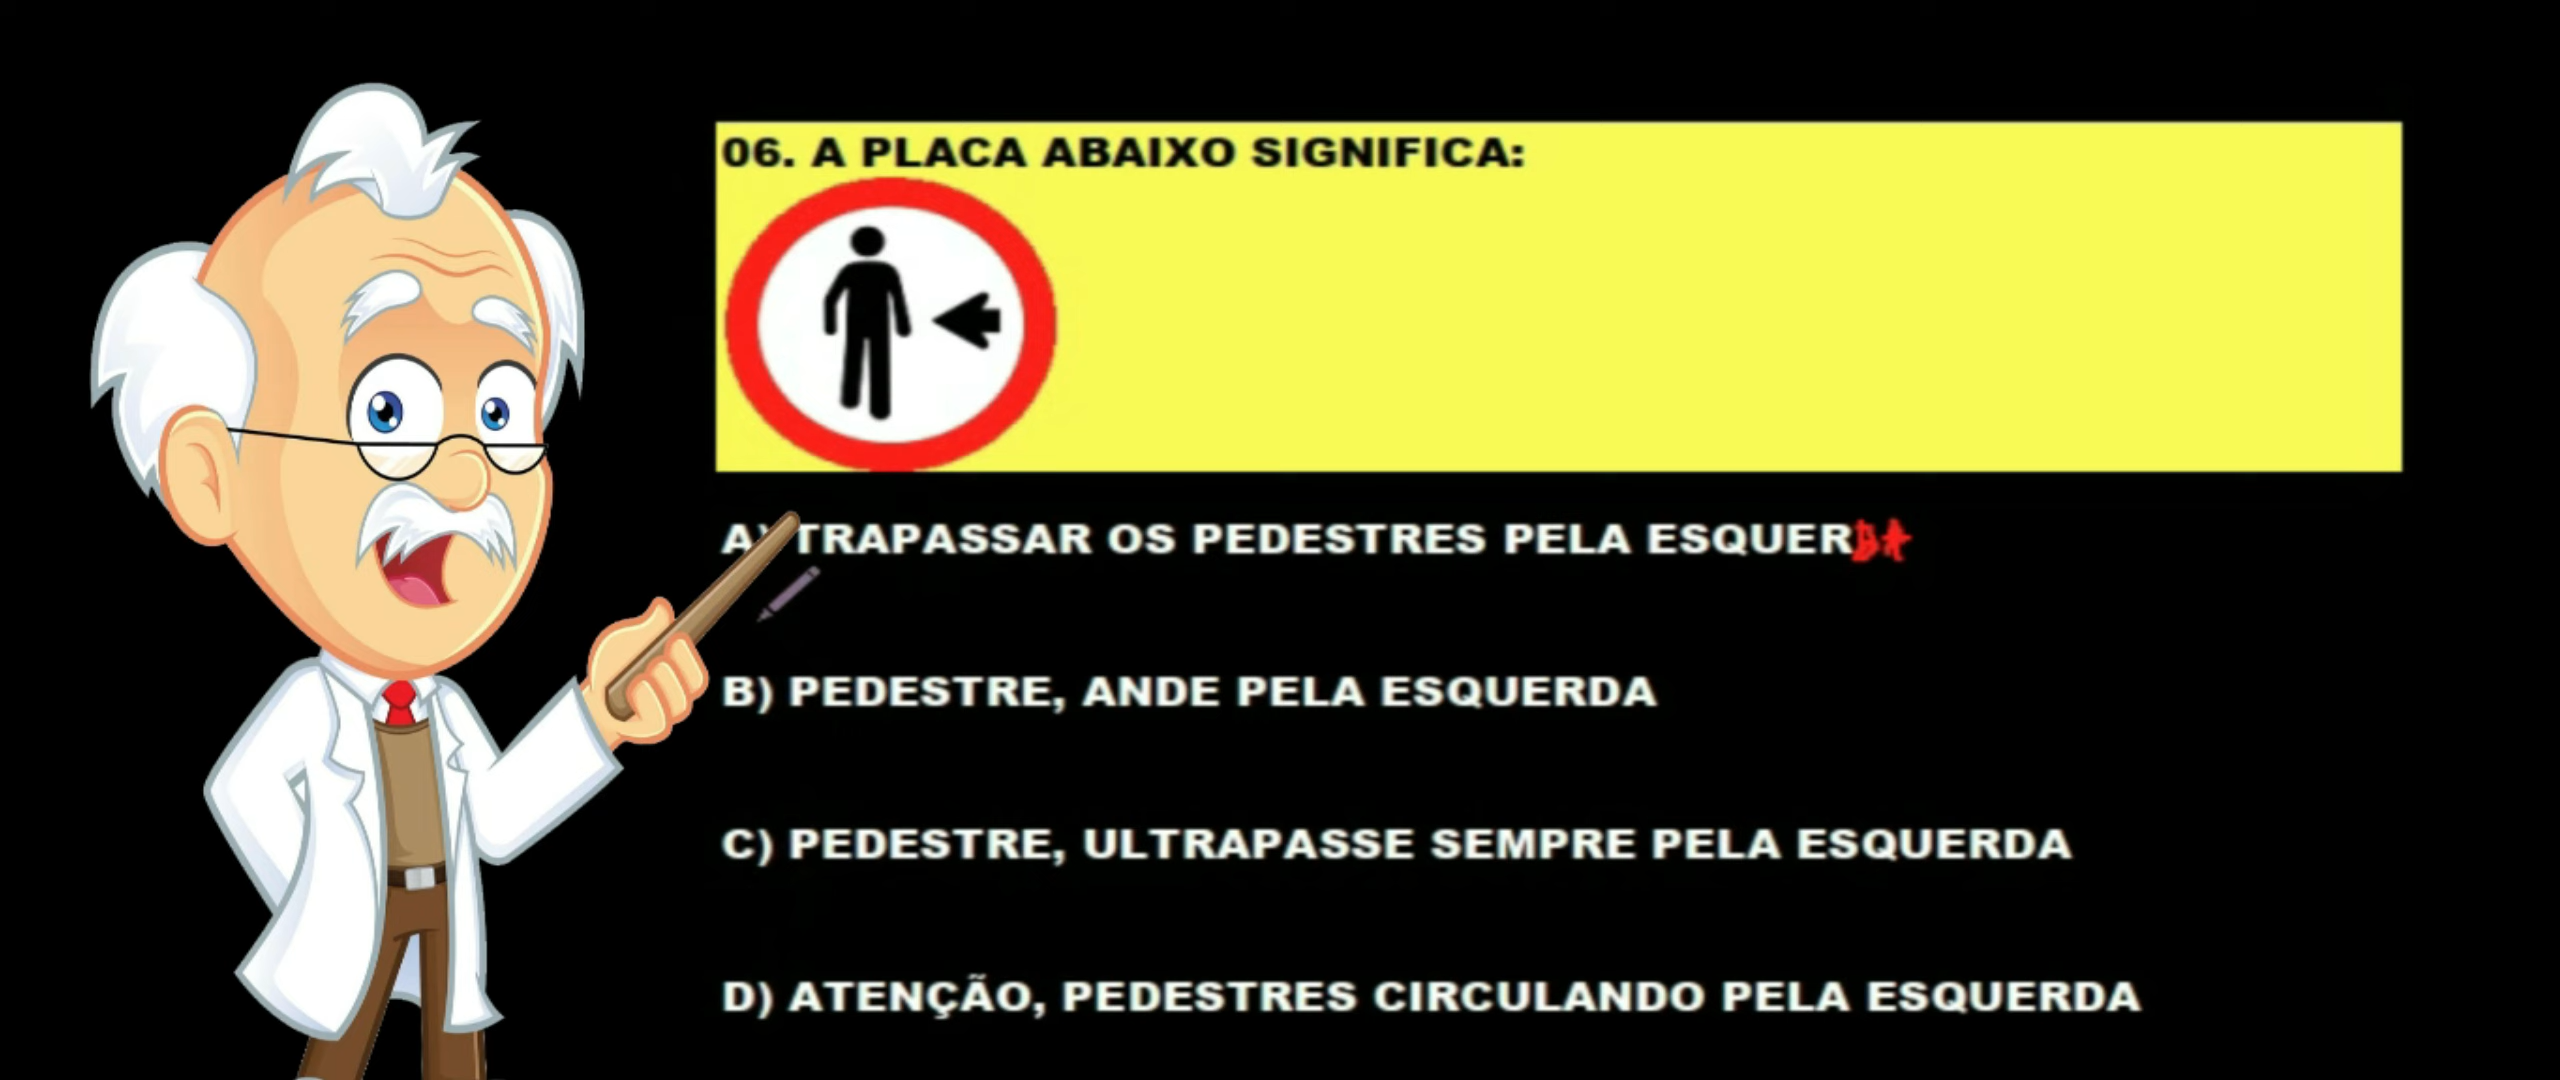 06. A PLACA ABAIXO SIGNIFICA:
A) TRAPASSAR OS PEDESTRES PELA ESQUERDA
B) PEDESTRE, ANDE PELA ESQUERDA
C) PEDESTRE, ULTRAPASSE SEMPRE PELA ESQUERDA
D) ATENÇÃO, PEDESTRES CIRCULANDO PELA ESQUERDA